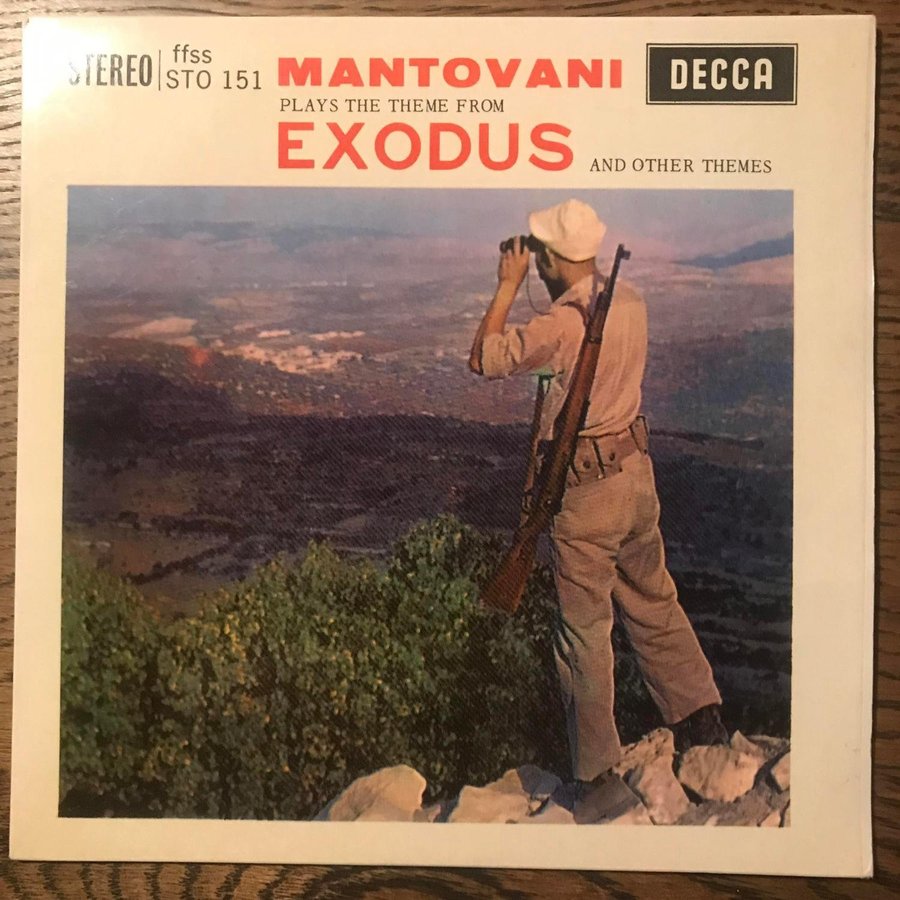 STEREO
ffss
STO 151
MANTOVANI
DECCA
PLAYS THE THEME FROM
EXODUS
AND OTHER THEMES